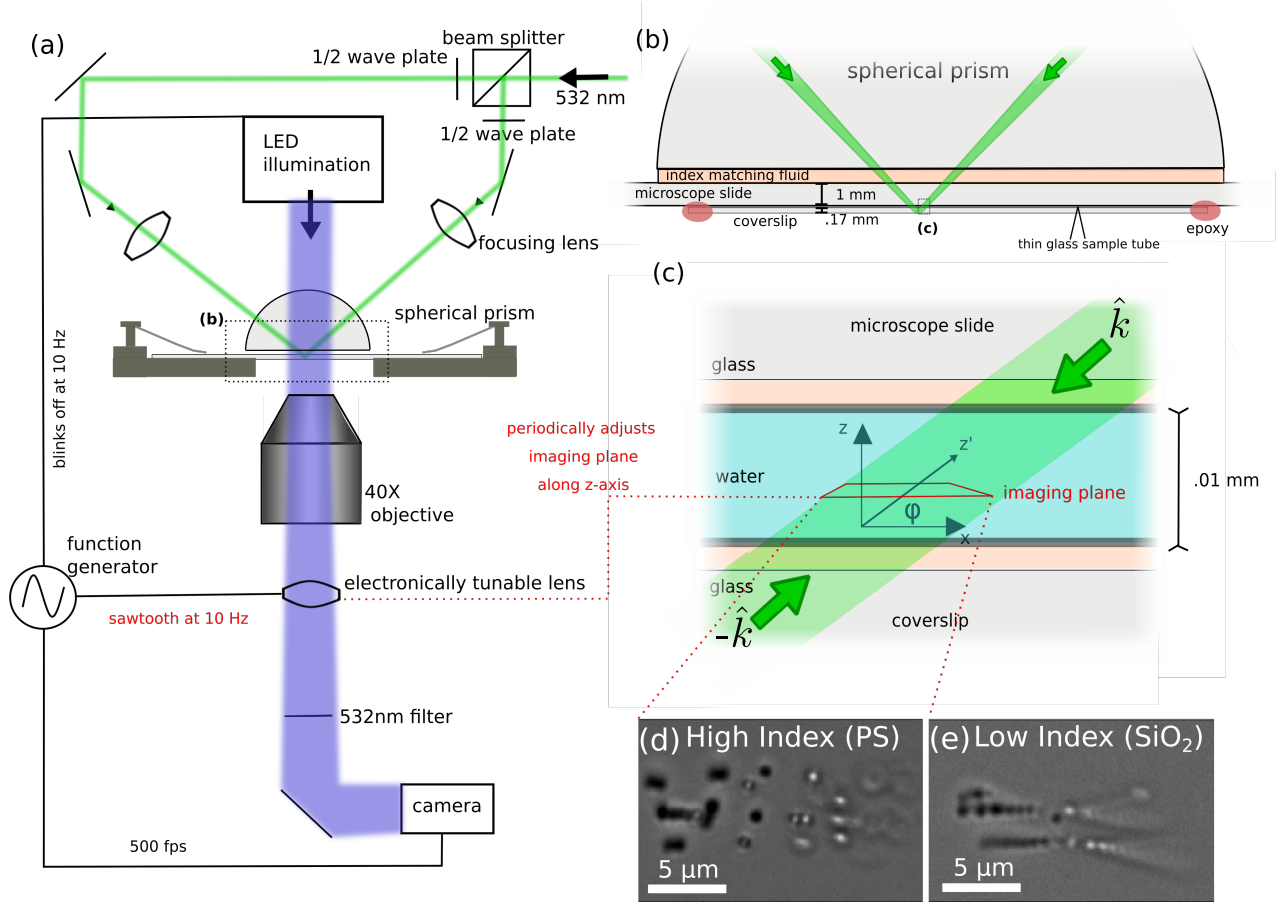 (a)
beam splitter
1/2 wave plate
532 nm
1/2 wave plate
LED
illumination
focusing lens
spherical prism
(b)
blinks off at 10 Hz
40X
objective
function
generator
sawtooth at 10 Hz
electronically tunable lens
periodically adjusts
imaging plane
along z-axis
532nm filter
camera
500 fps
(b)
spherical prism
index matching fluid
microscope slide
1 mm
.17 mm
coverslip
(c)
thin glass sample tube
epoxy
(c)
microscope slide
k̂
glass
z
z'
water
imaging plane
.01 mm
φ
x
glass
-k̂
coverslip
(d) High Index (PS)
5 μm
(e) Low Index (SiO₂)
5 μm